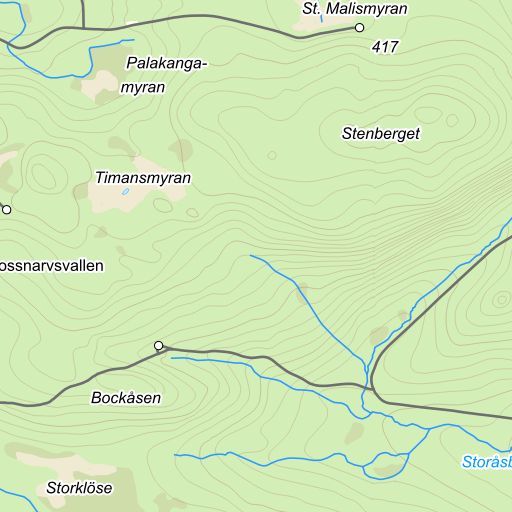 St. Malismyran
417
Palakanga-
myran
Stenberget
Timansmyran
ossnarvsvallen
Bockåsen
Storåsb
Storklöse